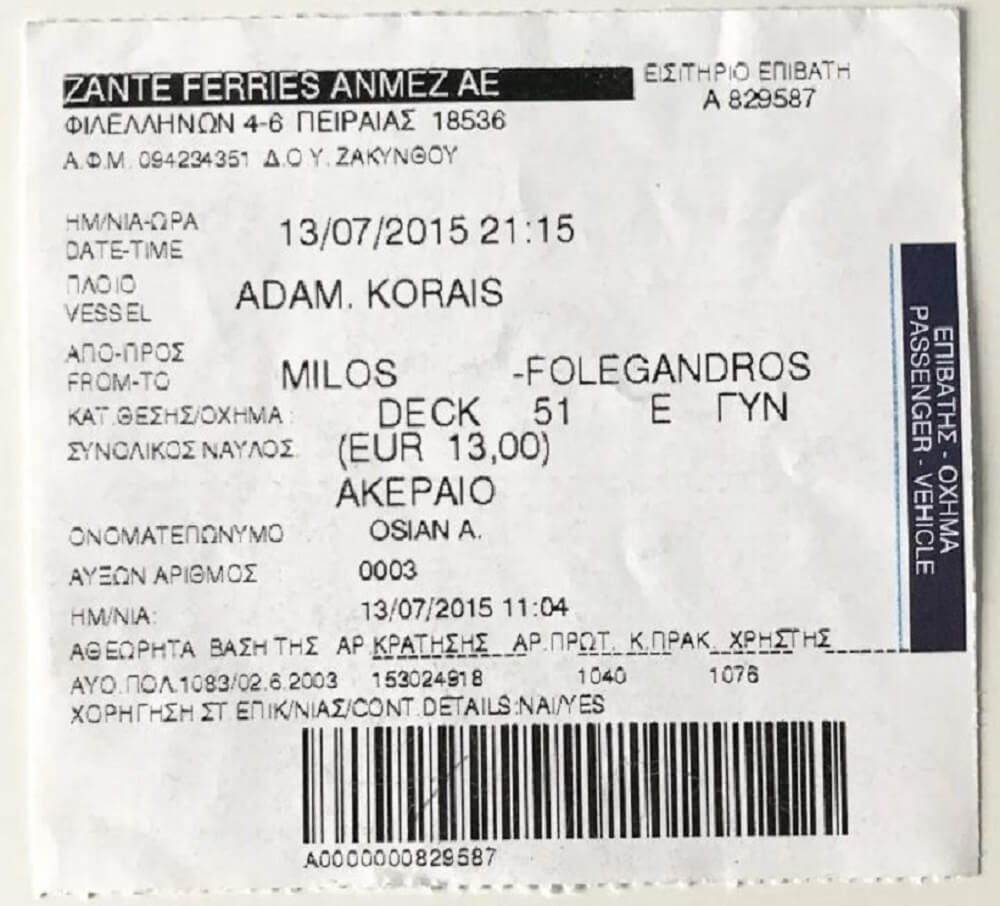 ZANTE FERRIES ANMEZ AE
ΕΙΣΙΤΗΡΙΟ ΕΠΙΒΑΤΗ
A 829587
ΦΙΛΕΛΛΗΝΩΝ 4-6 ΠΕΙΡΑΙΑΣ 18536
Α.Φ.Μ. 094234351 Δ.Ο.Υ. ΖΑΚΥΝΘΟΥ
ΗΜ/ΝΙΑ-ΩΡΑ
DATE-TIME
13/07/2015 21:15
ΠΛΟΙΟ
VESSEL
ADAM. KORAIS
ΑΠΟ-ΠΡΟΣ
FROM-TO
MILOS -FOLEGANDROS
ΚΑΤ.ΘΕΣΗΣ/ΟΧΗΜΑ : DECK 51 E ΓΥΝ
ΣΥΝΟΛΙΚΟΣ ΝΑΥΛΟΣ (EUR 13,00)
ΑΚΕΡΑΙΟ
ΟΝΟΜΑΤΕΠΩΝΥΜΟ OSIAN A.
ΑΥΞΩΝ ΑΡΙΘΜΟΣ 0003
ΗΜ/ΝΙΑ: 13/07/2015 11:04
ΑΘΕΩΡΗΤΑ ΒΑΣΗ ΤΗΣ ΑΡ.ΚΡΑΤΗΣΗΣ ΑΡ.ΠΡΩΤ. Κ.ΠΡΑΚ. ΧΡΗΣΤΗΣ
ΑΥΟ.ΠΟΛ.1083/02.6.2003 153024918 1040 1076
ΧΟΡΗΓΗΣΗ ΣΤ.ΕΠΙΚ/ΝΙΑΣ/CONT.DETAILS:ΝΑΙ/YES
A0000000829587
ΕΠΙΒΑΤΗΣ - ΟΧΗΜΑ
PASSENGER - VEHICLE